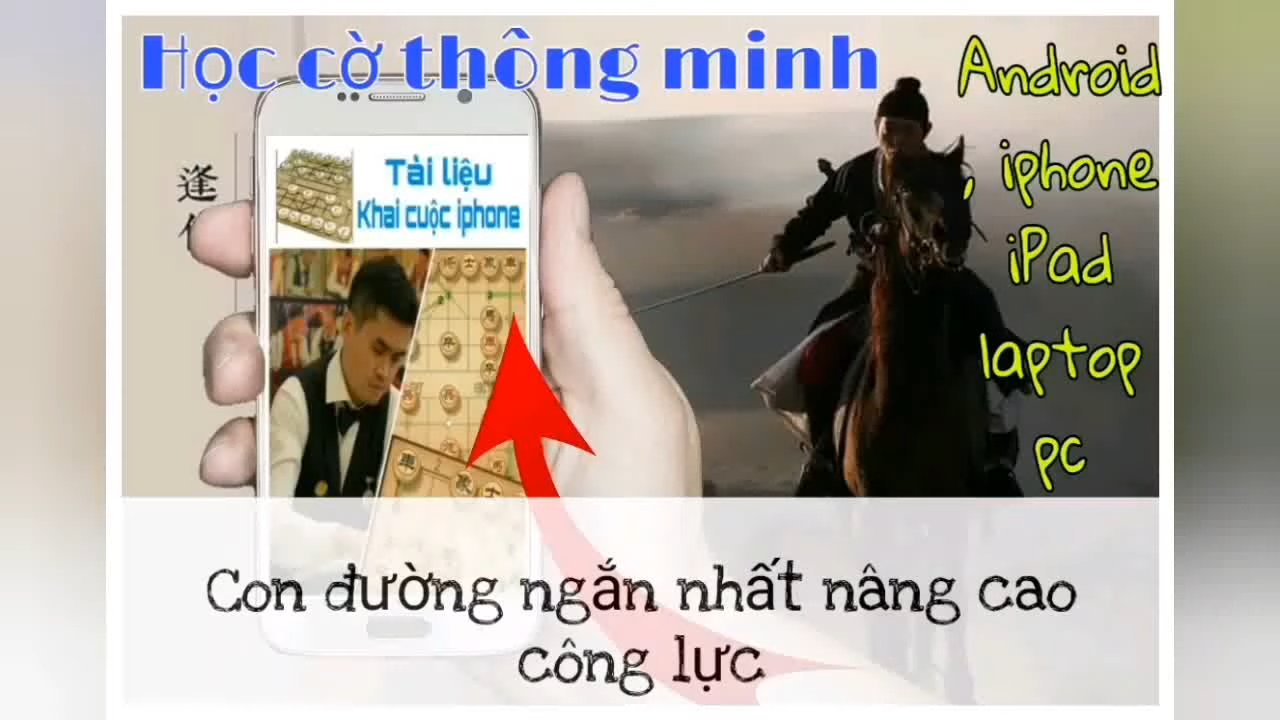 Học cờ thông minh
Android
, iphone
iPad
laptop
pc
逢
Tài liệu
Khai cuộc iphone
Con đường ngắn nhất nâng cao
công lực